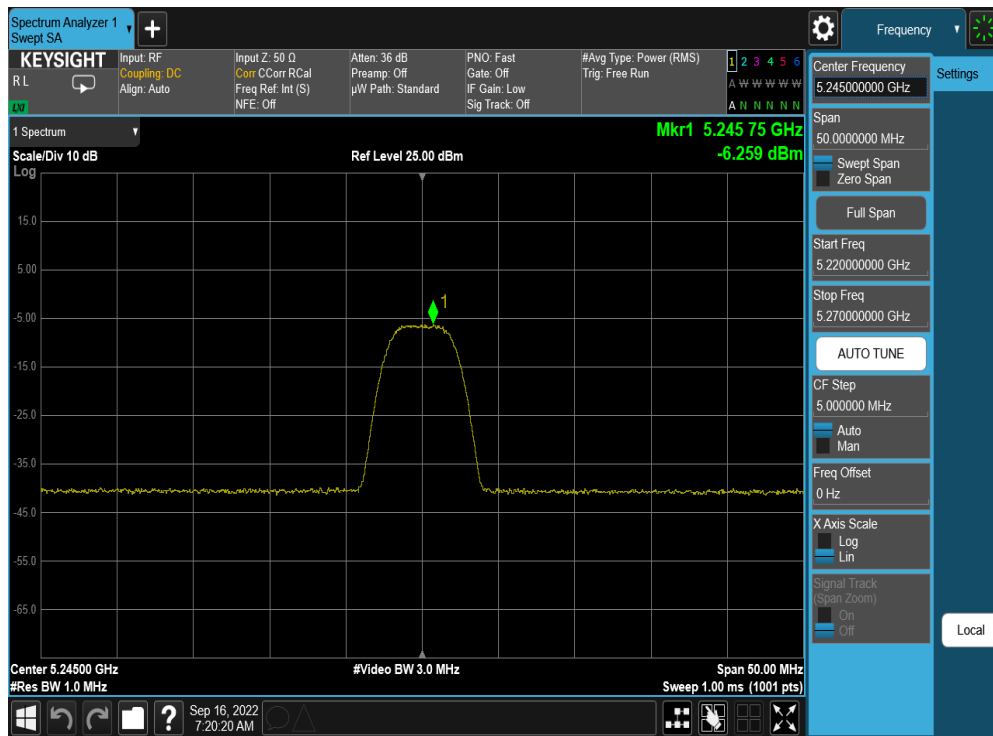 Spectrum Analyzer 1
Swept SA
+
Frequency
KEYSIGHT
R L
LNI
Input: RF
Coupling: DC
Align: Auto
Input Z: 50 Ω
Corr CCorr RCal
Freq Ref: Int (S)
NFE: Off
Atten: 36 dB
Preamp: Off
µW Path: Standard
PNO: Fast
Gate: Off
IF Gain: Low
Sig Track: Off
#Avg Type: Power (RMS)
Trig: Free Run
1 2 3 4 5 6
A W W W W W
A N N N N N
1 Spectrum
Scale/Div 10 dB
Log
Ref Level 25.00 dBm
Mkr1 5.245 75 GHz
-6.259 dBm
15.0
5.00
-5.00
-15.0
-25.0
-35.0
-45.0
-55.0
-65.0
1
Center 5.24500 GHz
#Res BW 1.0 MHz
#Video BW 3.0 MHz
Span 50.00 MHz
Sweep 1.00 ms (1001 pts)
Center Frequency
5.245000000 GHz
Span
50.0000000 MHz
Swept Span
Zero Span
Full Span
Start Freq
5.220000000 GHz
Stop Freq
5.270000000 GHz
AUTO TUNE
CF Step
5.000000 MHz
Auto
Man
Freq Offset
0 Hz
X Axis Scale
Log
Lin
Signal Track
(Span Zoom)
On
Off
Settings
Local
?
Sep 16, 2022
7:20:20 AM